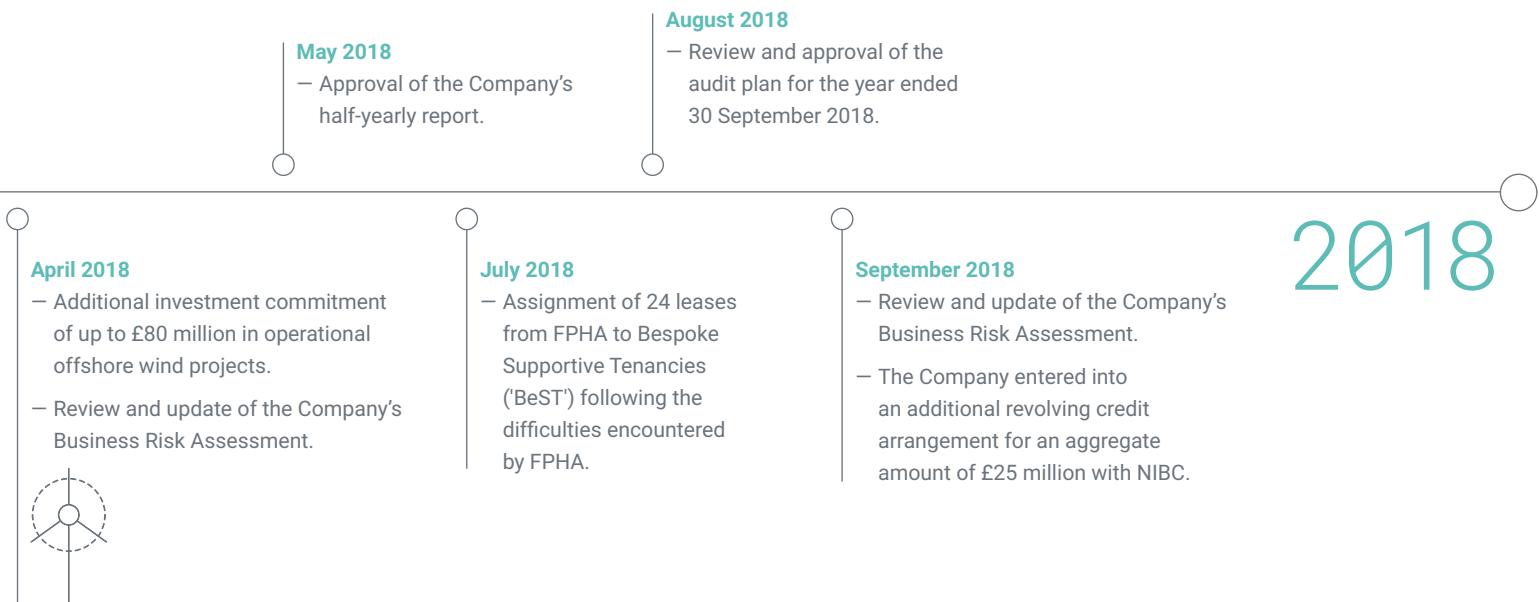 August 2018
— Review and approval of the
audit plan for the year ended
30 September 2018.
May 2018
— Approval of the Company’s
half-yearly report.
April 2018
— Additional investment commitment
of up to £80 million in operational
offshore wind projects.
— Review and update of the Company’s
Business Risk Assessment.
July 2018
— Assignment of 24 leases
from FPHA to Bespoke
Supportive Tenancies
('BeST') following the
difficulties encountered
by FPHA.
September 2018
— Review and update of the Company’s
Business Risk Assessment.
— The Company entered into
an additional revolving credit
arrangement for an aggregate
amount of £25 million with NIBC.
2018